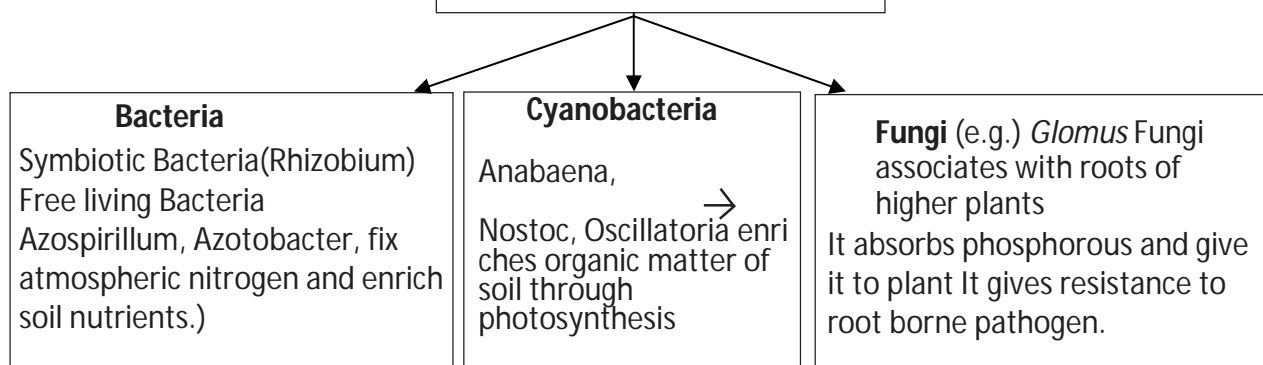 Bacteria
Symbiotic Bacteria(Rhizobium)
Free living Bacteria
Azospirillum, Azotobacter, fix
atmospheric nitrogen and enrich
soil nutrients.)
Cyanobacteria
Anabaena,
Nostoc, Oscillatoria enri
ches organic matter of
soil through
photosynthesis
Fungi (e.g.) Glomus Fungi
associates with roots of
higher plants
It absorbs phosphorous and give
it to plant It gives resistance to
root borne pathogen.